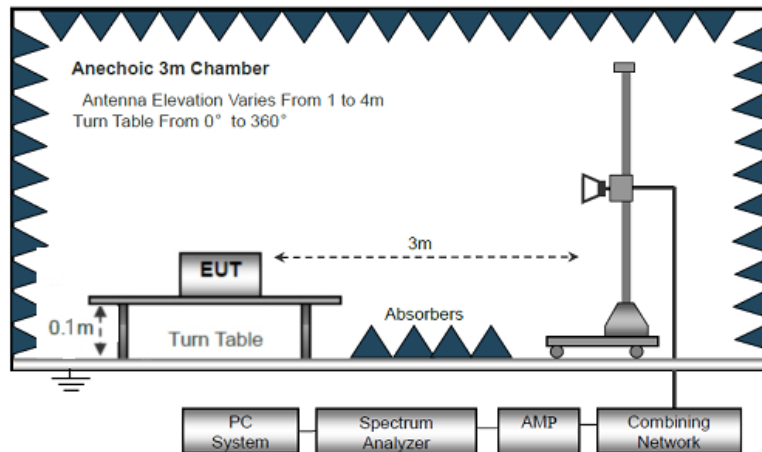 Anechoic 3m Chamber
Antenna Elevation Varies From 1 to 4m
Turn Table From 0° to 360°
3m
EUT
0.1m
Turn Table
Absorbers
PC
System
Spectrum
Analyzer
AMP
Combining
Network